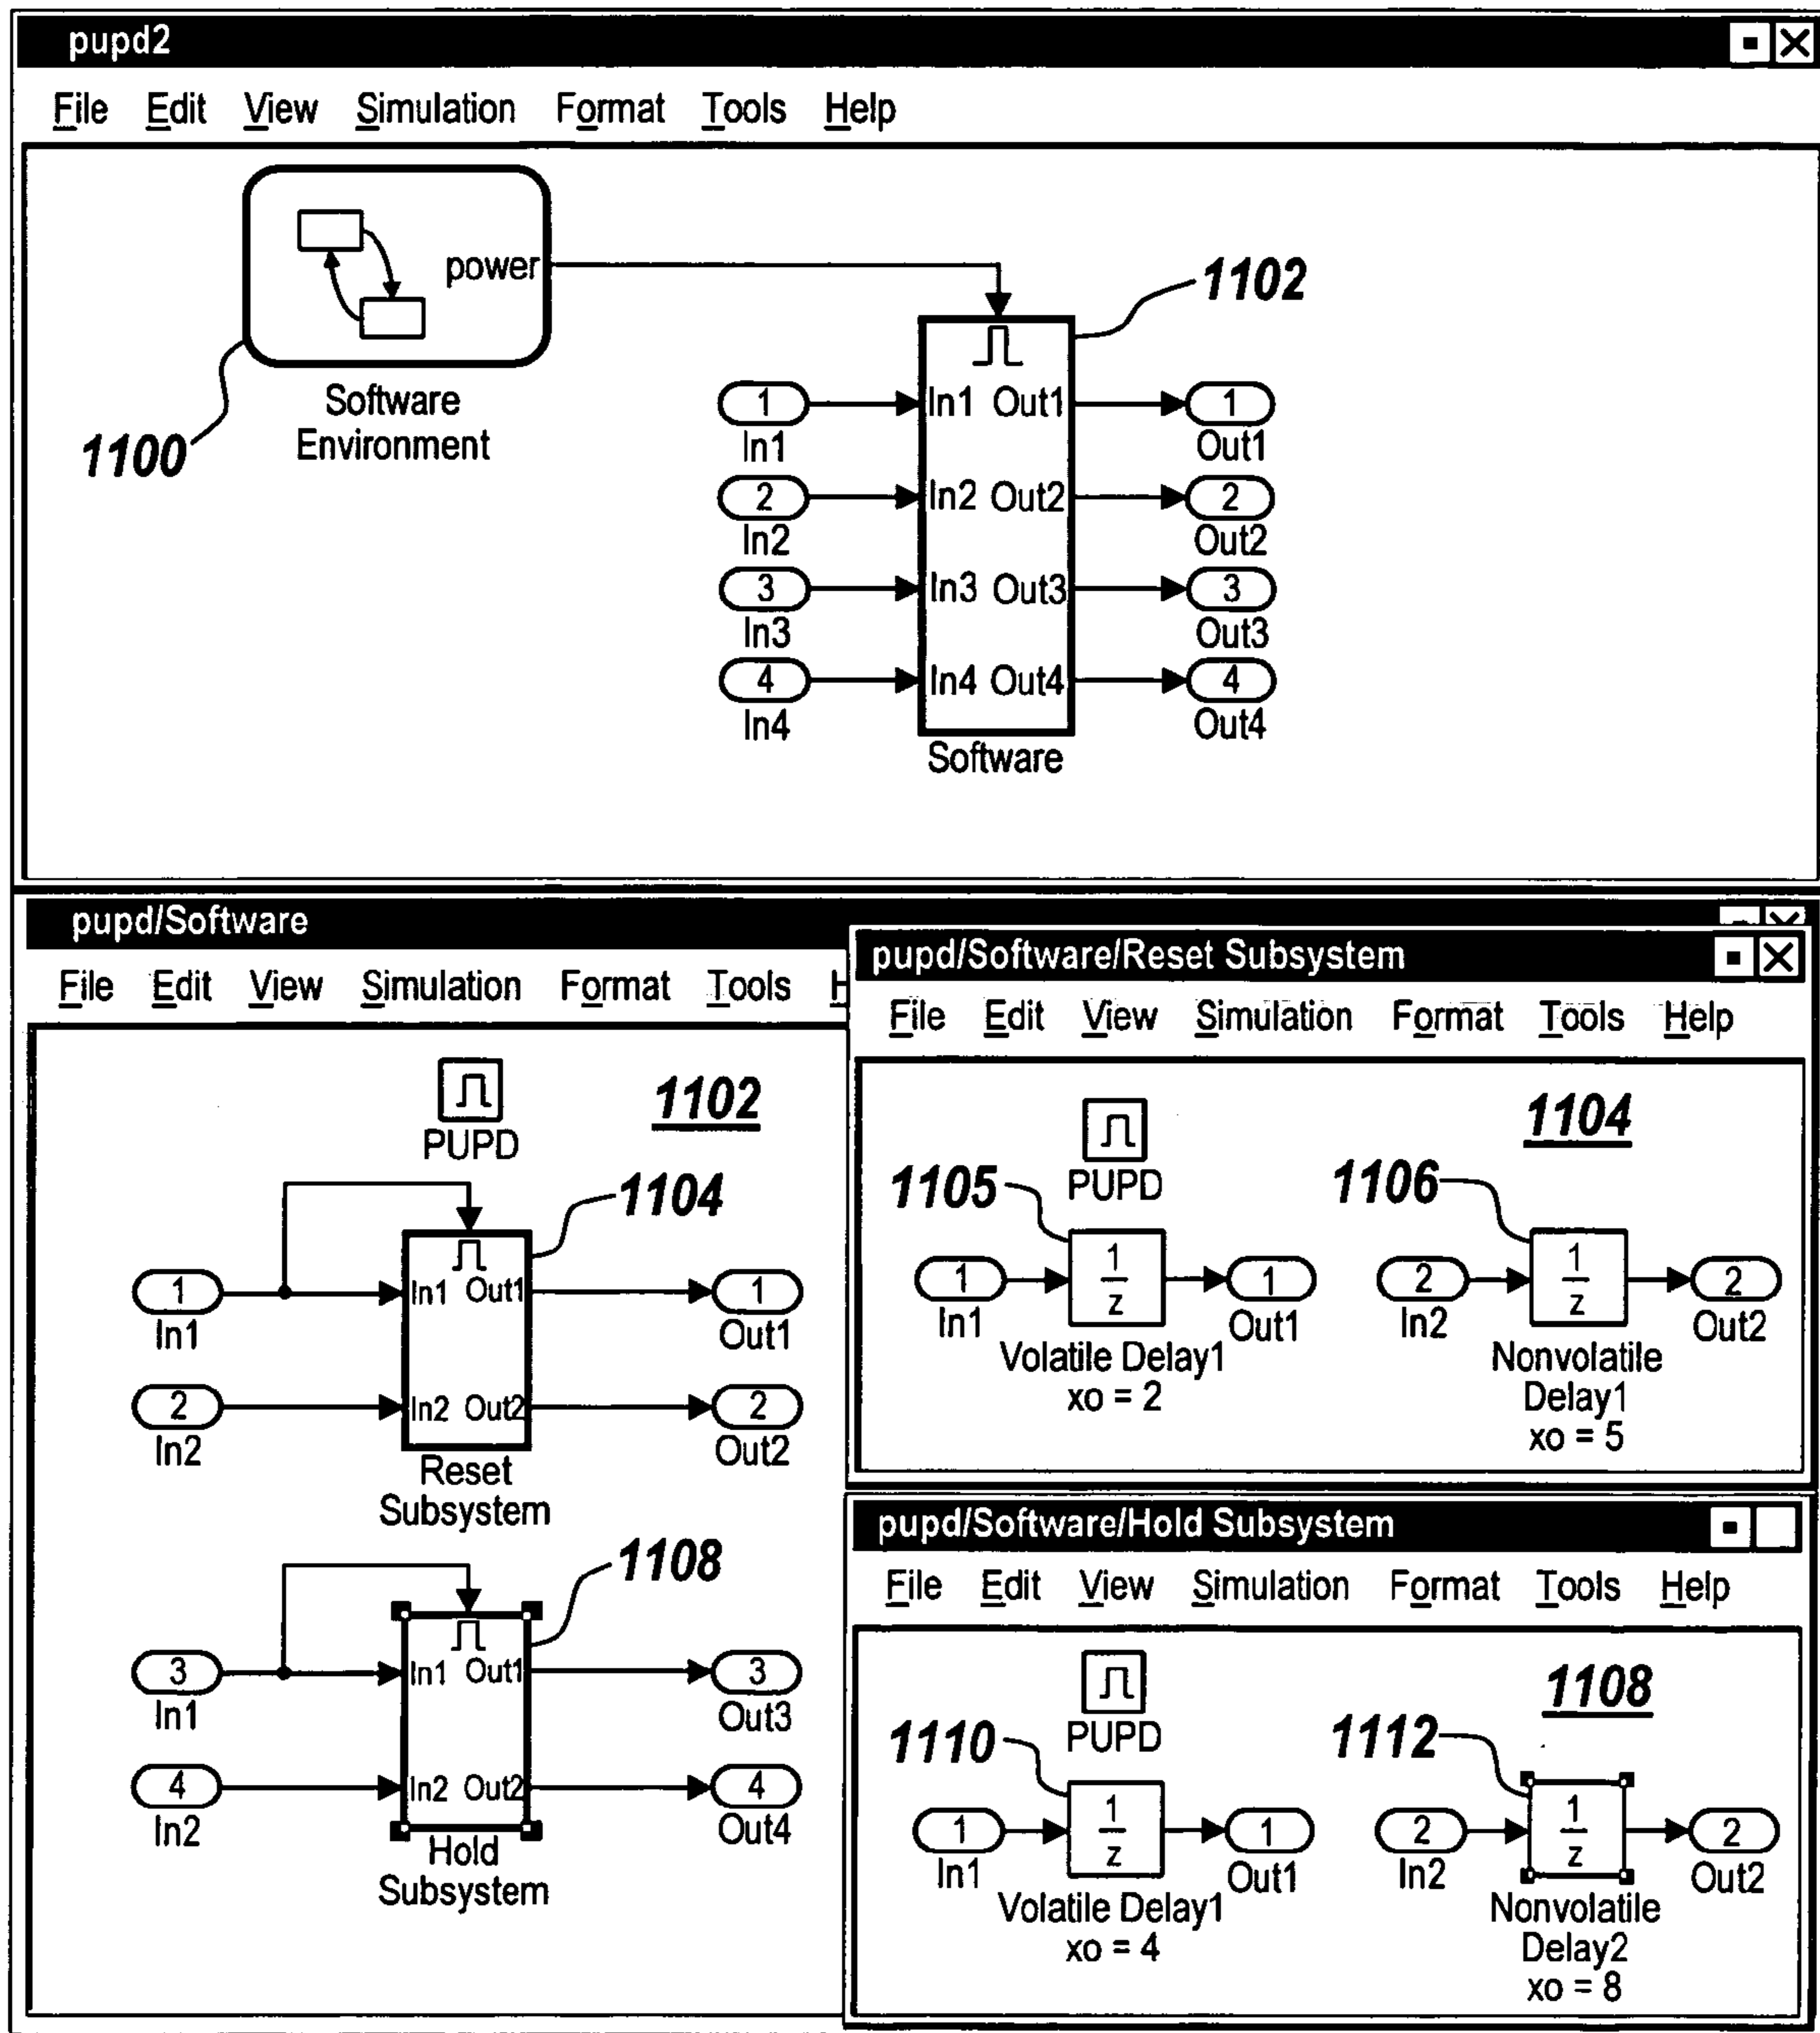 pupd2
File Edit View Simulation Format Tools Help
power
Software
Environment
1100
1102
1
In1
In1 Out1
1
Out1
2
In2
In2 Out2
2
Out2
3
In3
In3 Out3
3
Out3
4
In4
In4 Out4
4
Out4
Software
pupd/Software
File Edit View Simulation Format Tools H
PUPD
1102
1104
1
In1
In1 Out1
1
Out1
2
In2
In2 Out2
2
Out2
Reset
Subsystem
1108
3
In1
In1 Out1
3
Out3
4
In2
In2 Out2
4
Out4
Hold
Subsystem
pupd/Software/Reset Subsystem
File Edit View Simulation Format Tools Help
1104
PUPD
1105
1106
1
In1
1
z
1
Out1
Volatile Delay1
xo = 2
2
In2
1
z
2
Out2
Nonvolatile
Delay1
xo = 5
pupd/Software/Hold Subsystem
File Edit View Simulation Format Tools Help
1108
PUPD
1110
1112
1
In1
1
z
1
Out1
Volatile Delay1
xo = 4
2
In2
1
z
2
Out2
Nonvolatile
Delay2
xo = 8